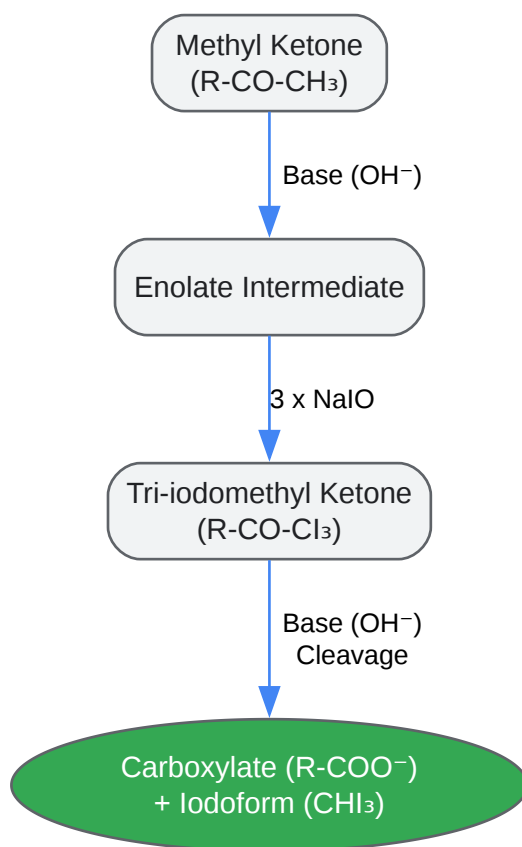 Methyl Ketone
(R-CO-CH₃)
Base (OH⁻)
Enolate Intermediate
3 x NaIO
Tri-iodomethyl Ketone
(R-CO-CI₃)
Base (OH⁻)
Cleavage
Carboxylate (R-COO⁻)
+ Iodoform (CHI₃)